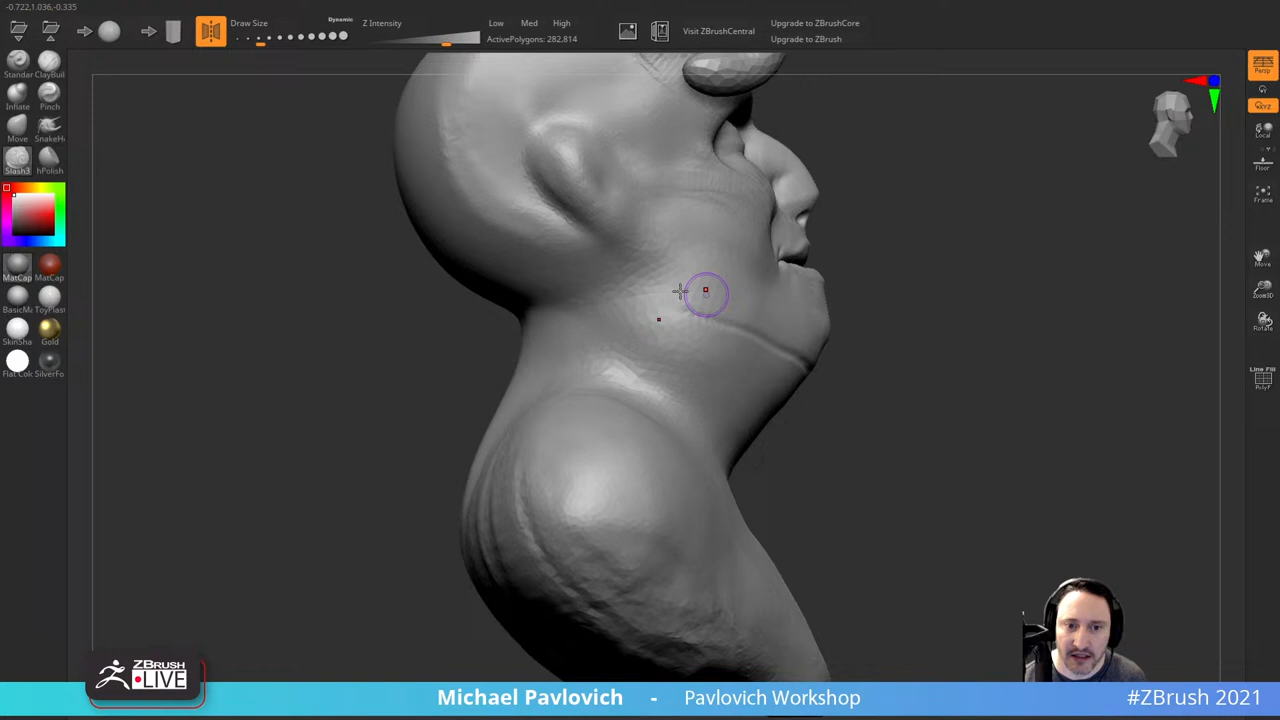 -0.722,1.036,-0.335
Draw Size
Dynamic
Z Intensity
Low Med High
ActivePolygons: 282,814
Visit ZBrushCentral
Upgrade to ZBrushCore
Upgrade to ZBrush
Standar ClayBuil
Inflate Pinch
Move SnakeH
Slash3 hPolish
MatCap MatCap
BasicMa ToyPlast
SkinSha Gold
Flat Colo SilverFo
Persp
XYZ
Local
Floor
Frame
Move
Zoom3D
Rotate
Line Fill
PolyF
ZBRUSH
LIVE
Michael Pavlovich - Pavlovich Workshop #ZBrush 2021